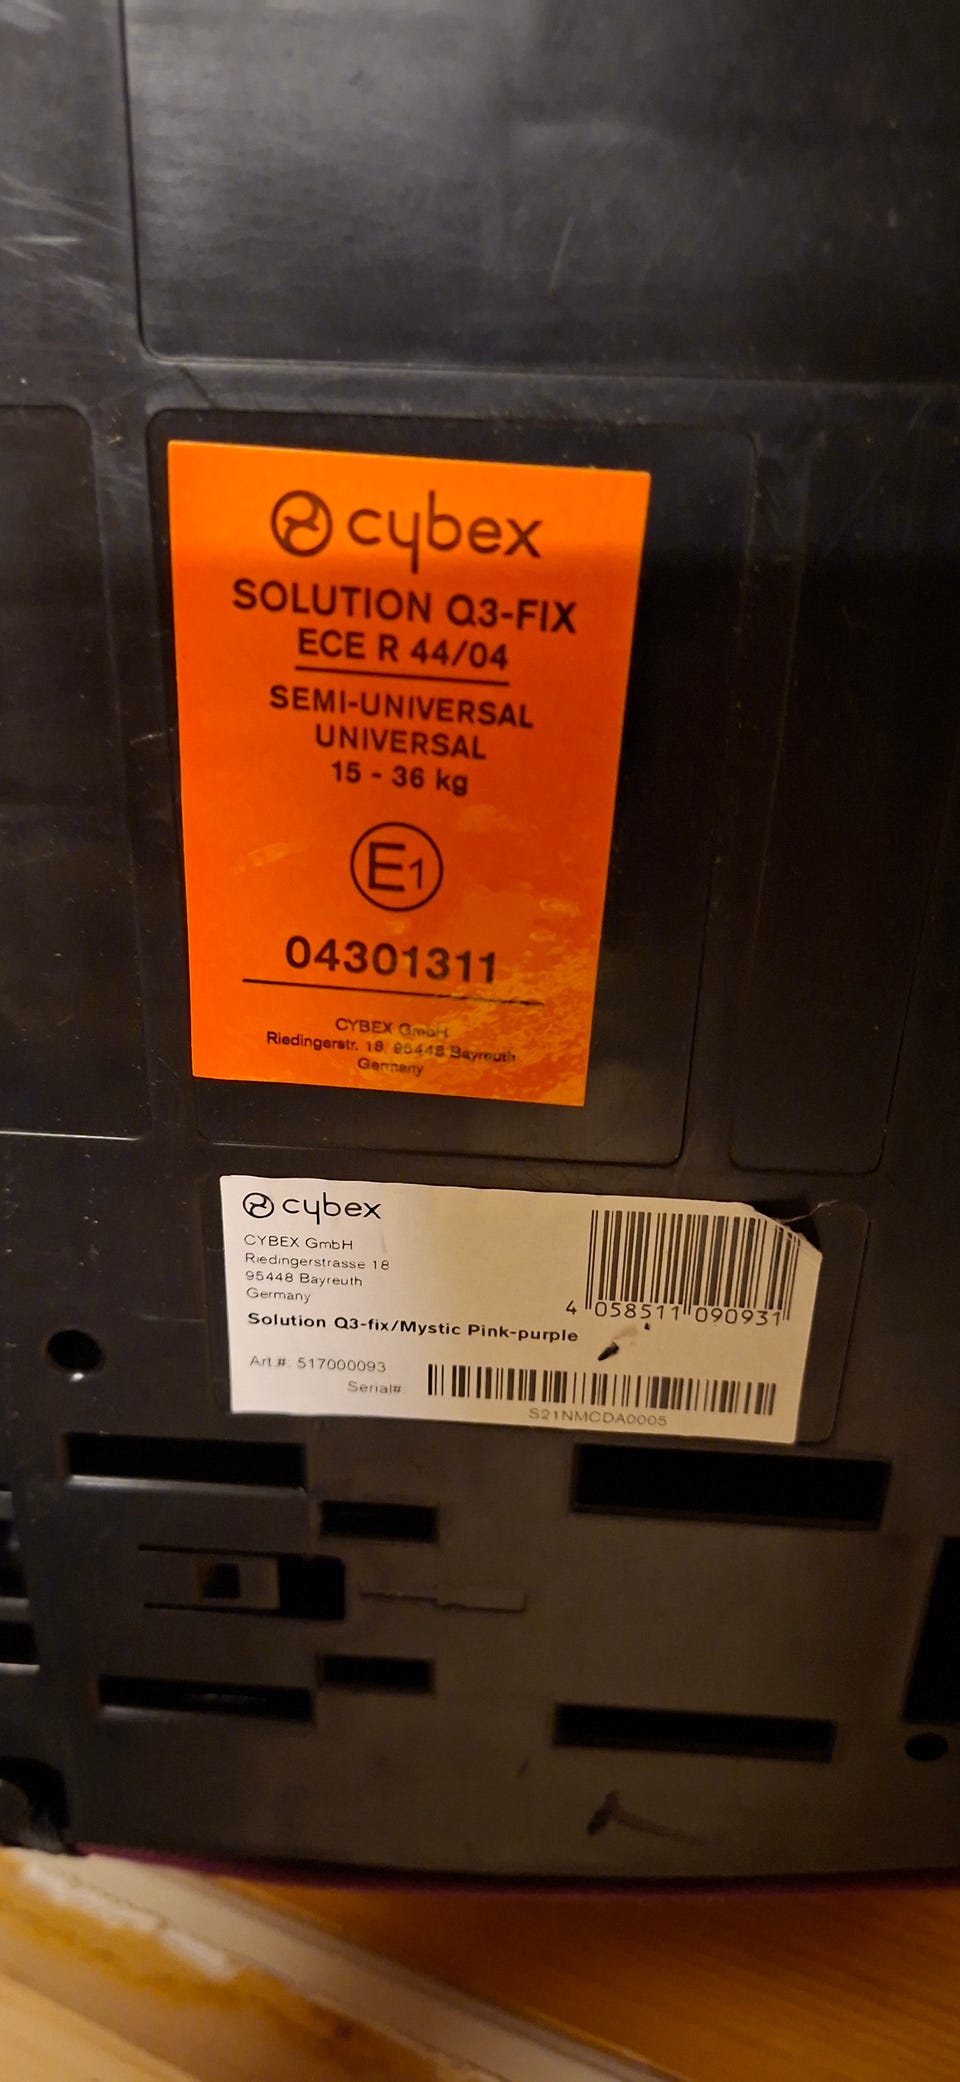 cybex
SOLUTION Q3-FIX
ECE R 44/04
SEMI-UNIVERSAL
UNIVERSAL
15 - 36 kg
E1
04301311
CYBEX GmbH
Riedingerstr. 18, 95448 Bayreuth
Germany
cybex
CYBEX GmbH
Riedingerstrasse 18
95448 Bayreuth
Germany
4 058511 090931
Solution Q3-fix/Mystic Pink-purple
Art.#: 517000093
Serial#
S21NMCDA0005